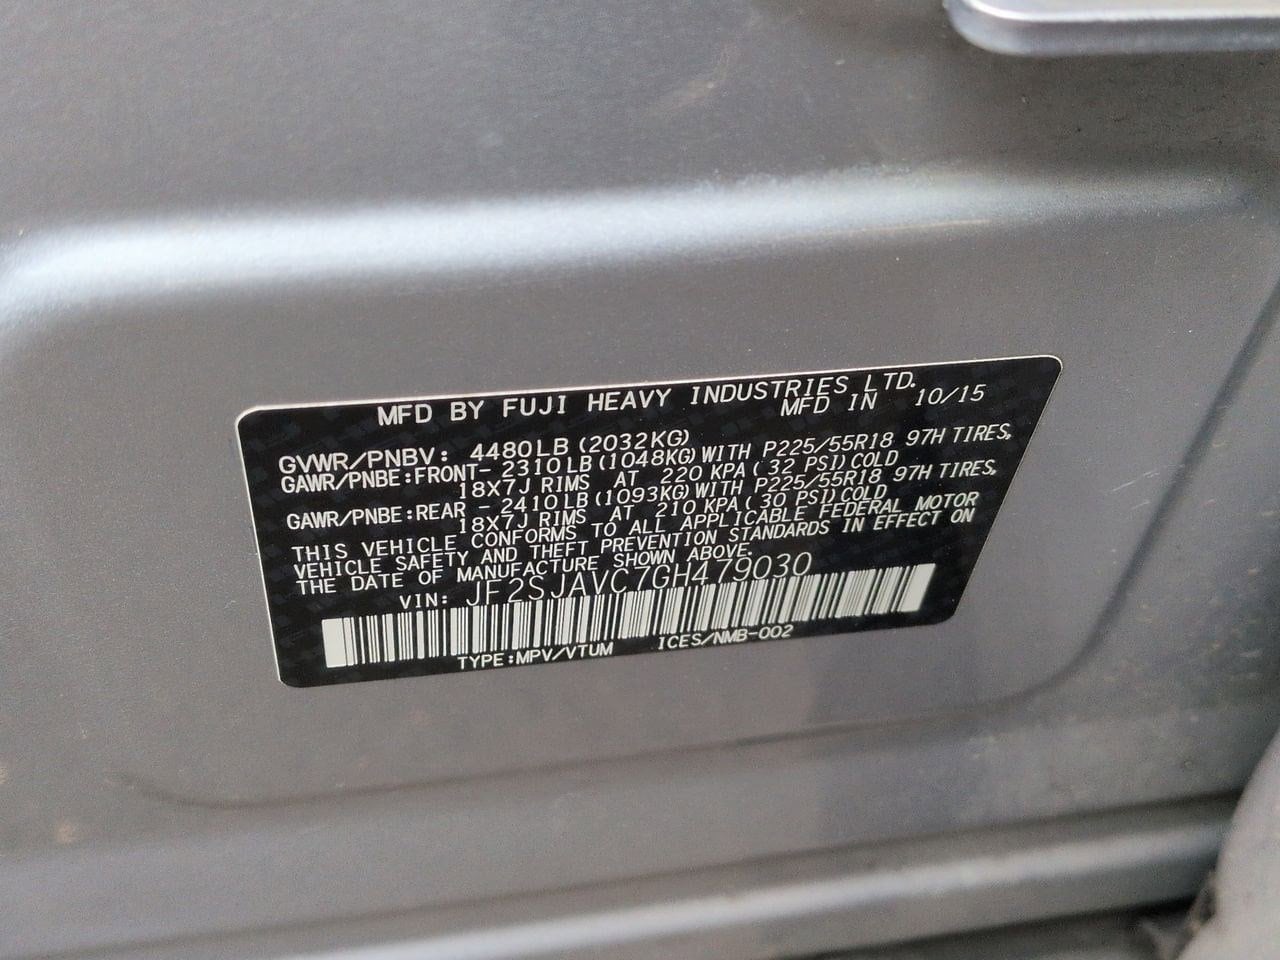 MFD BY FUJI HEAVY INDUSTRIES LTD.
MFD IN 10/15
GVWR/PNBV: 4480LB (2032KG)
GAWR/PNBE:FRONT- 2310LB (1048KG) WITH P225/55R18 97H TIRES,
18X7J RIMS AT 220 KPA ( 32 PSI) COLD
GAWR/PNBE:REAR - 2410LB (1093KG) WITH P225/55R18 97H TIRES,
18X7J RIMS AT 210 KPA ( 30 PSI) COLD
THIS VEHICLE CONFORMS TO ALL APPLICABLE FEDERAL MOTOR
VEHICLE SAFETY AND THEFT PREVENTION STANDARDS IN EFFECT ON
THE DATE OF MANUFACTURE SHOWN ABOVE.
VIN: JF2SJAVC7GH479030
TYPE:MPV/VTUM ICES/NMB-002